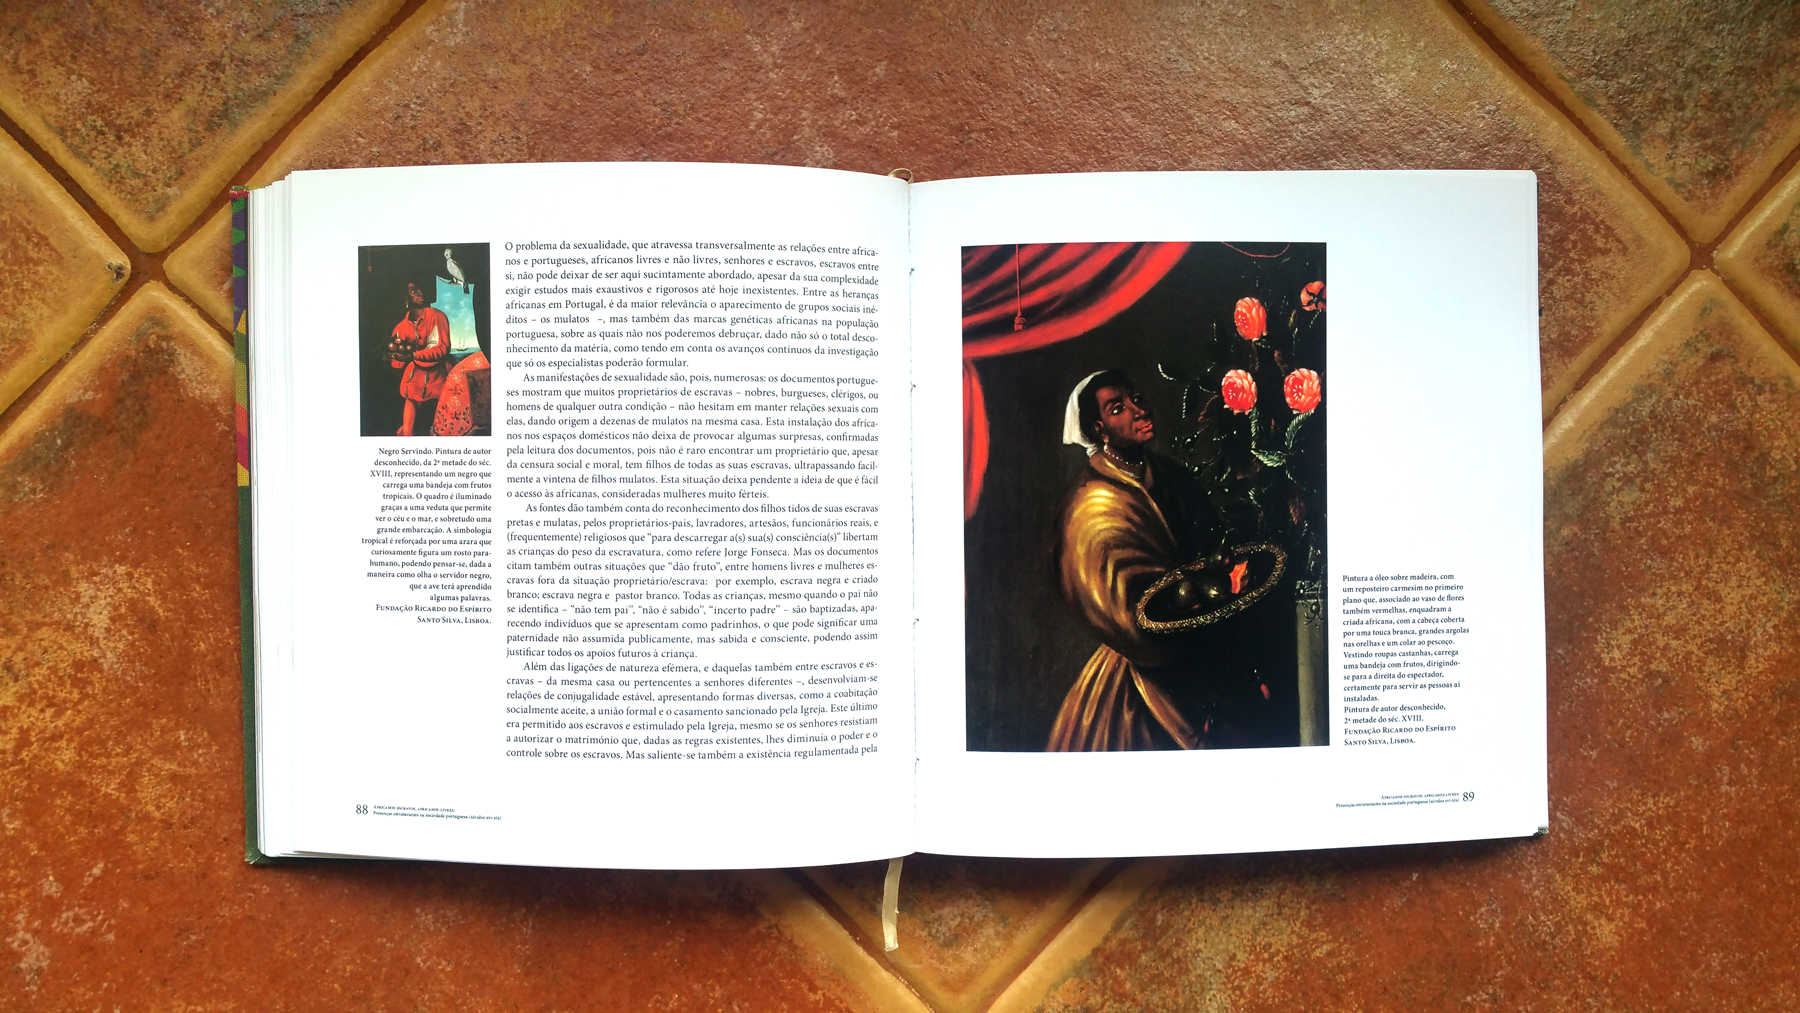 Negro Servindo. Pintura de autor
desconhecido, da 2ª metade do séc.
XVIII, representando um negro que
carrega uma bandeja com frutos
tropicais. O quadro é iluminado
graças a uma veduta que permite
ver o céu e o mar, e sobretudo uma
grande embarcação. A simbologia
tropical é reforçada por uma arara que
curiosamente figura um rosto para-
humano, podendo pensar-se, dada a
maneira como olha o servidor negro,
que a ave terá aprendido
algumas palavras.
Fundação Ricardo do Espírito
Santo Silva, Lisboa.
O problema da sexualidade, que atravessa transversalmente as relações entre africa-
nos e portugueses, africanos livres e não livres, senhores e escravos, escravos entre
si, não pode deixar de ser aqui sucintamente abordado, apesar da sua complexidade
exigir estudos mais exaustivos e rigorosos até hoje inexistentes. Entre as heranças
africanas em Portugal, é da maior relevância o aparecimento de grupos sociais iné-
ditos – os mulatos –, mas também das marcas genéticas africanas na população
portuguesa, sobre as quais não nos poderemos debruçar, dado não só o total desco-
nhecimento da matéria, como tendo em conta os avanços contínuos da investigação
que só os especialistas poderão formular.
As manifestações de sexualidade são, pois, numerosas: os documentos portugue-
ses mostram que muitos proprietários de escravas – nobres, burgueses, clérigos, ou
homens de qualquer outra condição – não hesitam em manter relações sexuais com
elas, dando origem a dezenas de mulatos na mesma casa. Esta instalação dos africa-
nos nos espaços domésticos não deixa de provocar algumas surpresas, confirmadas
pela leitura dos documentos, pois não é raro encontrar um proprietário que, apesar
da censura social e moral, tem filhos de todas as suas escravas, ultrapassando facil-
mente a vintena de filhos mulatos. Esta situação deixa pendente a ideia de que é fácil
o acesso às africanas, consideradas mulheres muito férteis.
As fontes dão também conta do reconhecimento dos filhos tidos de suas escravas
pretas e mulatas, pelos proprietários-pais, lavradores, artesãos, funcionários reais, e
(frequentemente) religiosos que “para descarregar a(s) sua(s) consciência(s)” libertam
as crianças do peso da escravatura, como refere Jorge Fonseca. Mas os documentos
citam também outras situações que “dão fruto”, entre homens livres e mulheres es-
cravas fora da situação proprietário/escrava: por exemplo, escrava negra e criado
branco; escrava negra e pastor branco. Todas as crianças, mesmo quando o pai não
se identifica – “não tem pai”, “não é sabido”, “incerto padre” – são baptizadas, apa-
recendo indivíduos que se apresentam como padrinhos, o que pode significar uma
paternidade não assumida publicamente, mas sabida e consciente, podendo assim
justificar todos os apoios futuros à criança.
Além das ligações de natureza efémera, e daquelas também entre escravos e es-
cravas – da mesma casa ou pertencentes a senhores diferentes –, desenvolviam-se
relações de conjugalidade estável, apresentando formas diversas, como a coabitação
socialmente aceite, a união formal e o casamento sancionado pela Igreja. Este último
era permitido aos escravos e estimulado pela Igreja, mesmo se os senhores resistiam
a autorizar o matrimónio que, dadas as regras existentes, lhes diminuía o poder e o
controle sobre os escravos. Mas saliente-se também a existência regulamentada pela
88 Africanos escravos, africanos livres.
Presenças estruturantes na sociedade portuguesa (séculos xvi-xix)
Pintura a óleo sobre madeira, com
um reposteiro carmesim no primeiro
plano que, associado ao vaso de flores
também vermelhas, enquadram a
criada africana, com a cabeça coberta
por uma touca branca, grandes argolas
nas orelhas e um colar ao pescoço.
Vestindo roupas castanhas, carrega
uma bandeja com frutos, dirigindo-
se para a direita do espectador,
certamente para servir as pessoas aí
instaladas.
Pintura de autor desconhecido,
2ª metade do séc. XVIII.
Fundação Ricardo do Espírito
Santo Silva, Lisboa.
Africanos escravos, africanos livres. 89
Presenças estruturantes na sociedade portuguesa (séculos xvi-xix)